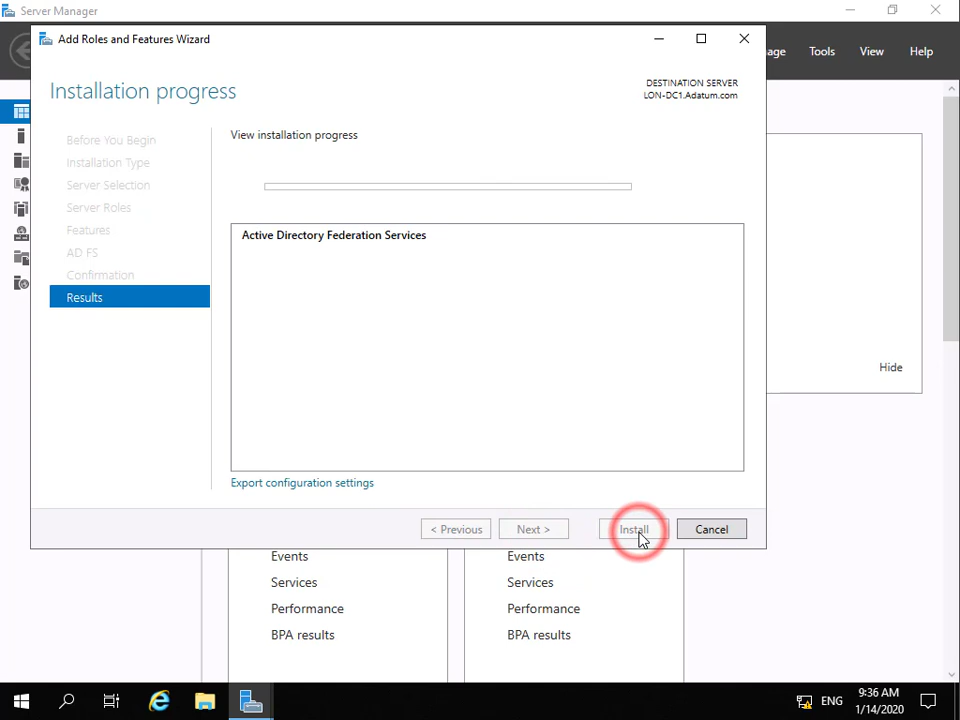 Server Manager
Add Roles and Features Wizard
age Tools View Help
Installation progress
DESTINATION SERVER
LON-DC1.Adatum.com
Before You Begin
Installation Type
Server Selection
Server Roles
Features
AD FS
Confirmation
Results
View installation progress
Active Directory Federation Services
Hide
Export configuration settings
< Previous Next > Install Cancel
Events Events
Services Services
Performance Performance
BPA results BPA results
ENG 9:36 AM
1/14/2020